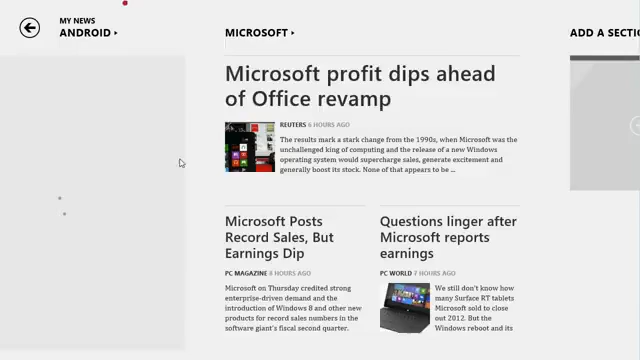 MY NEWS
ANDROID
MICROSOFT
ADD A SECTIO
Microsoft profit dips ahead
of Office revamp
REUTERS 6 HOURS AGO
The results mark a stark change from the 1990s, when Microsoft was the
unchallenged king of computing and the release of a new Windows
operating system would supercharge sales, generate excitement and
generally boost its stock. None of that appears to be ...
Microsoft Posts
Record Sales, But
Earnings Dip
PC MAGAZINE 8 HOURS AGO
Microsoft on Thursday credited strong
enterprise-driven demand and the
introduction of Windows 8 and other new
products for record sales numbers in the
software giant's fiscal second quarter.
Questions linger after
Microsoft reports
earnings
PC WORLD 7 HOURS AGO
We still don't know how
many Surface RT tablets
Microsoft sold to close
out 2012. But the
Windows reboot and its